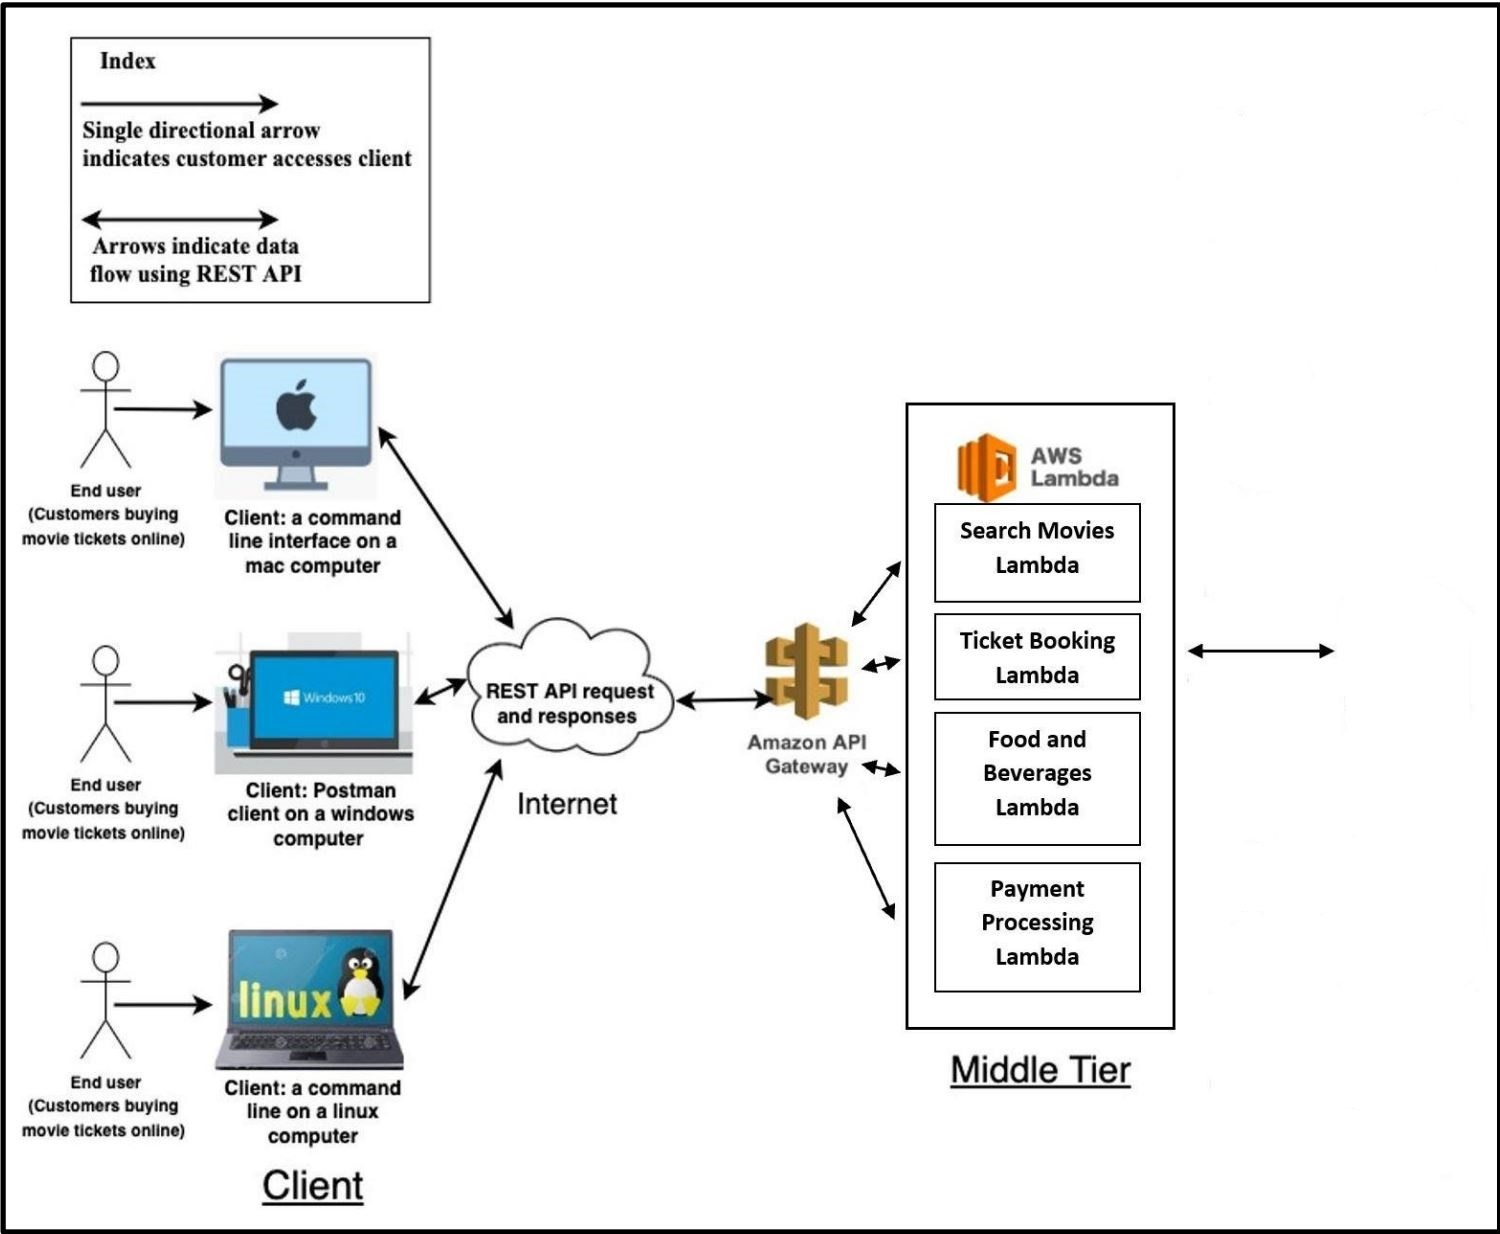 Index
Single directional arrow
indicates customer accesses client
Arrows indicate data
flow using REST API
End user
(Customers buying
movie tickets online)
Client: a command
line interface on a
mac computer
Windows 10
End user
(Customers buying
movie tickets online)
Client: Postman
client on a windows
computer
linux
End user
(Customers buying
movie tickets online)
Client: a command
line on a linux
computer
Client
REST API request
and responses
Internet
Amazon API
Gateway
AWS
Lambda
Search Movies
Lambda
Ticket Booking
Lambda
Food and
Beverages
Lambda
Payment
Processing
Lambda
Middle Tier